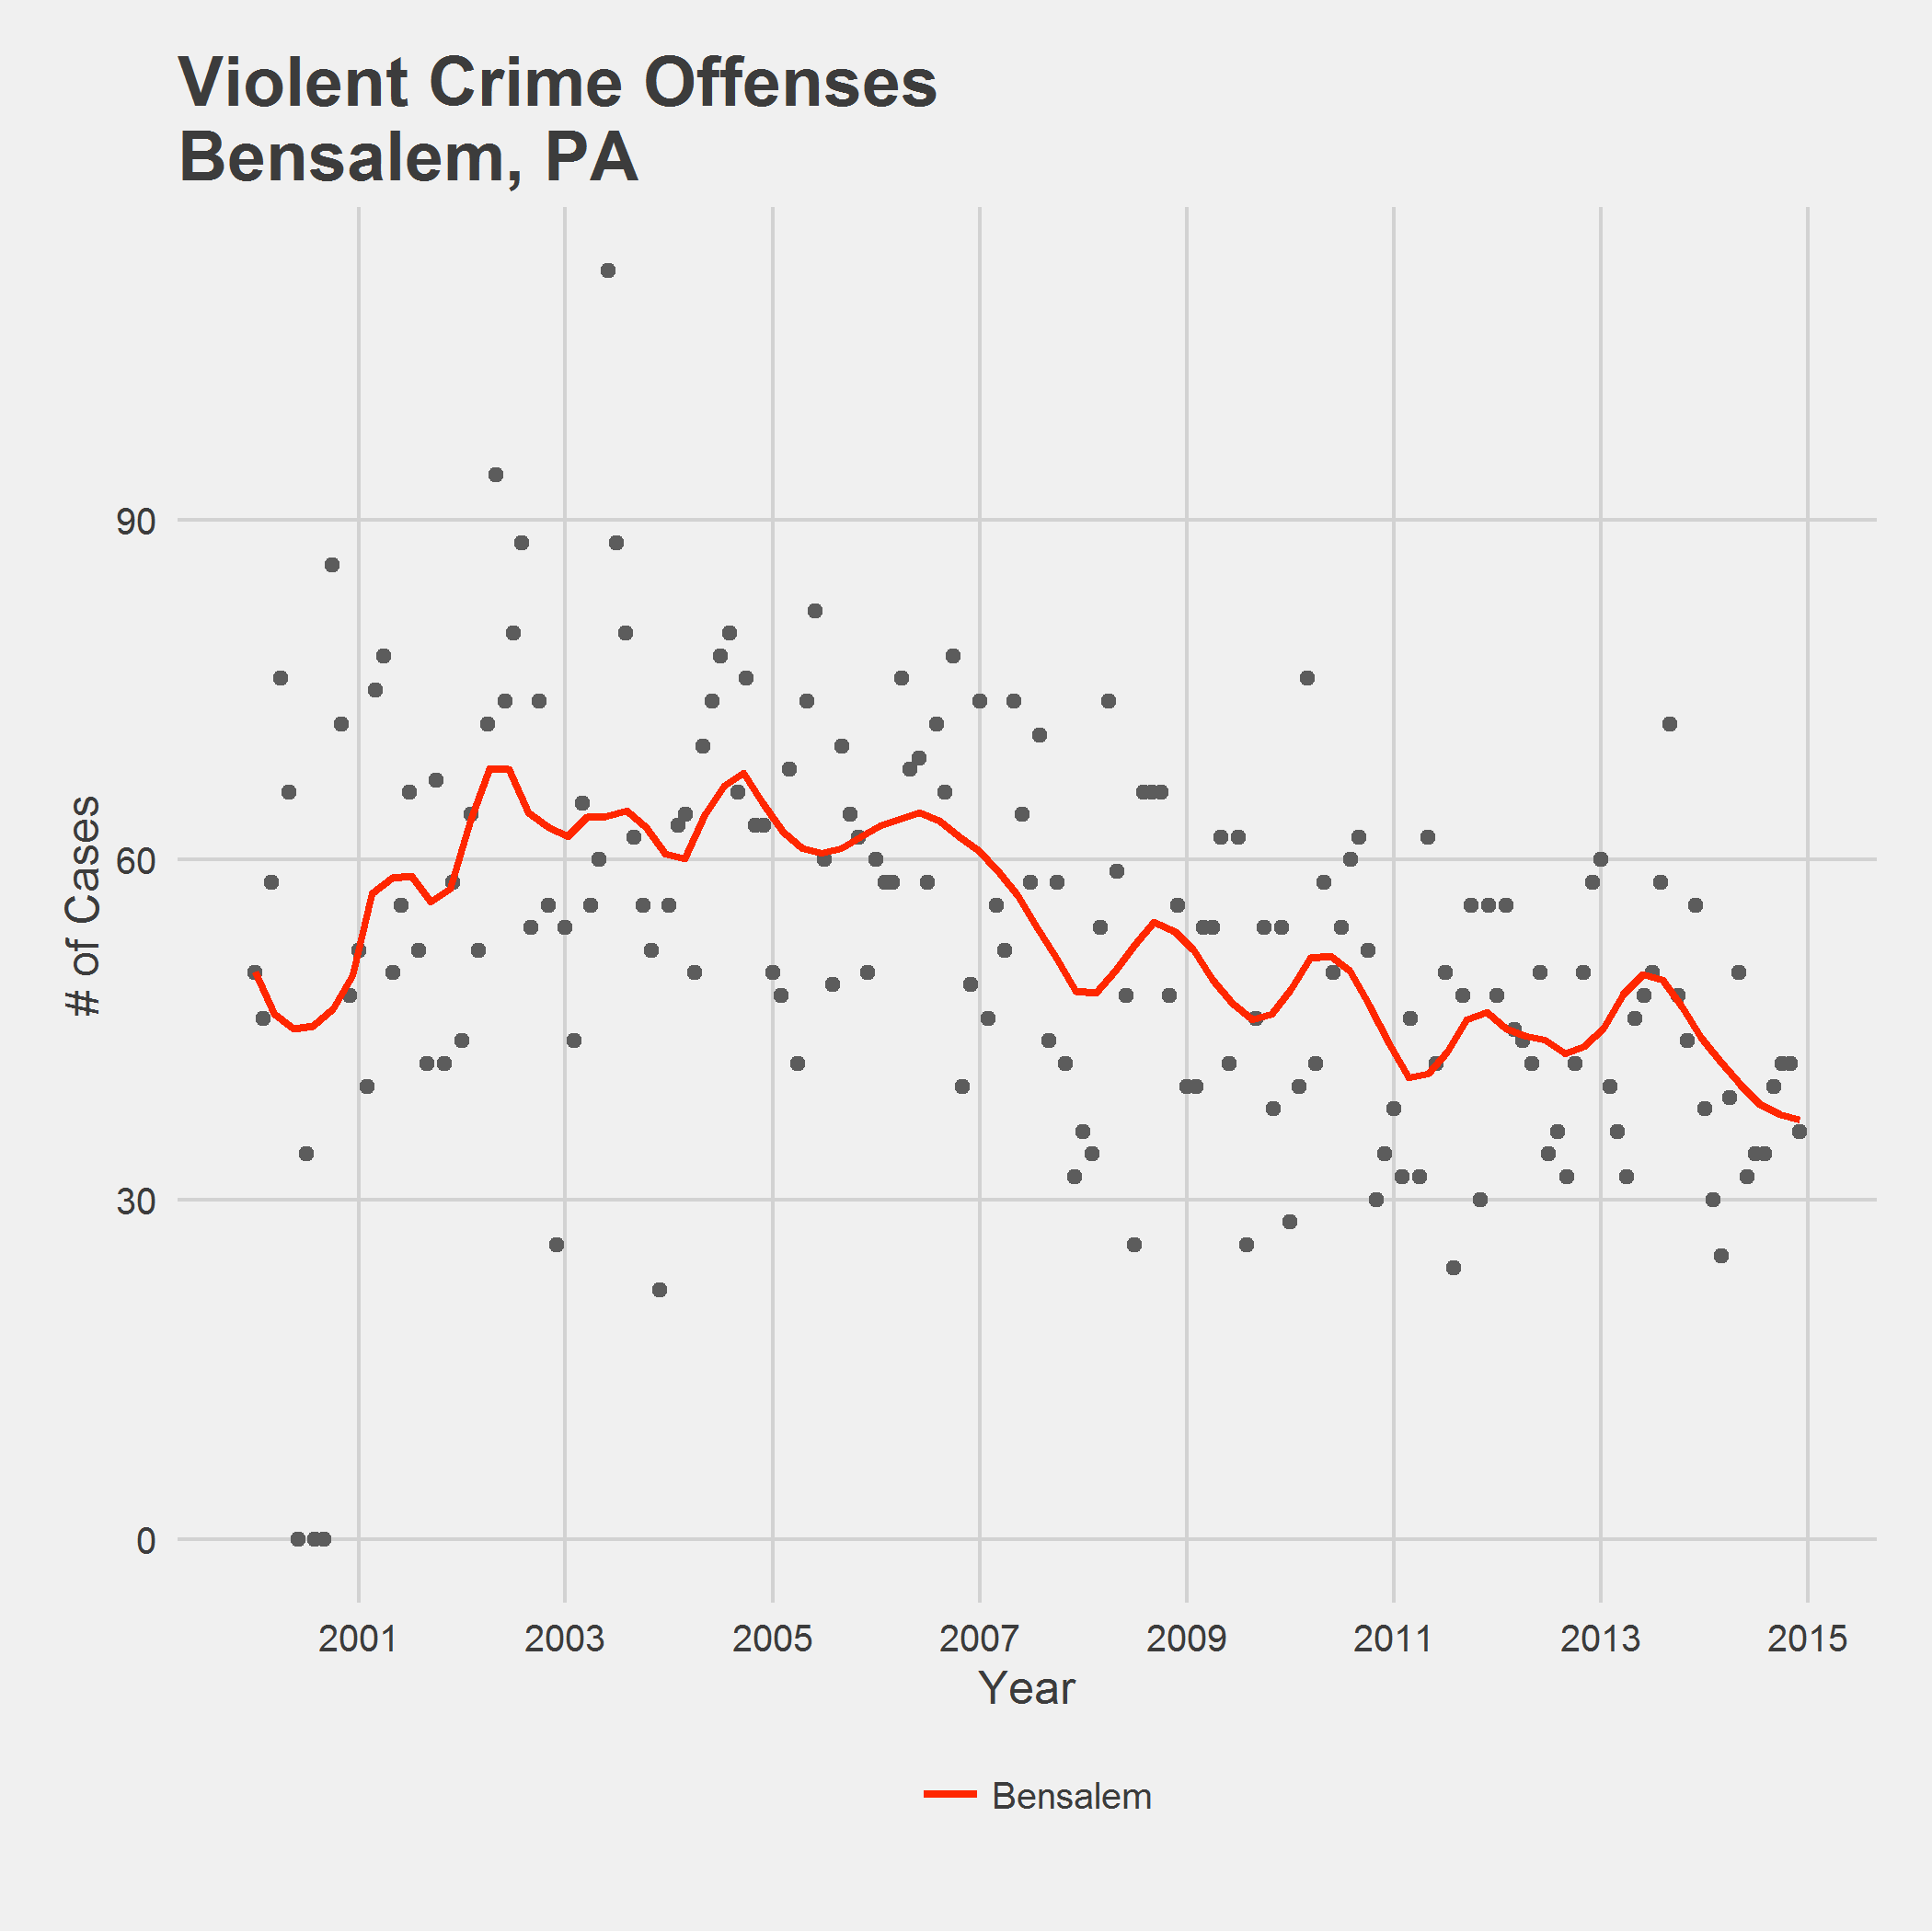 Violent Crime Offenses
Bensalem, PA
# of Cases
90
60
30
0
2001 2003 2005 2007 2009 2011 2013 2015
Year
Bensalem